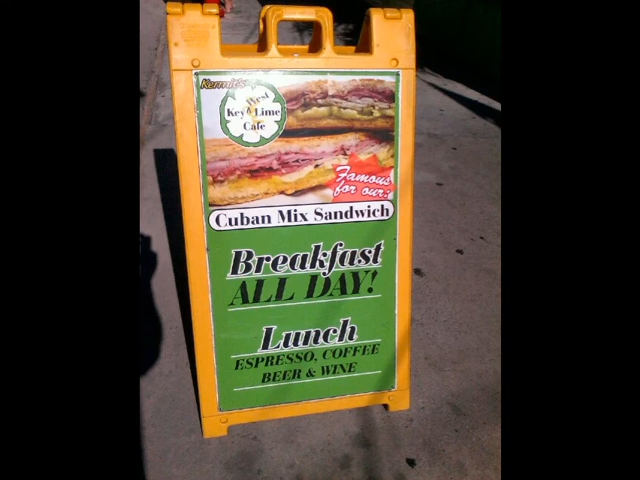 Kermit's
West
Key Lime
Cafe
Famous
for our:
Cuban Mix Sandwich
Breakfast
ALL DAY!
Lunch
ESPRESSO, COFFEE
BEER & WINE